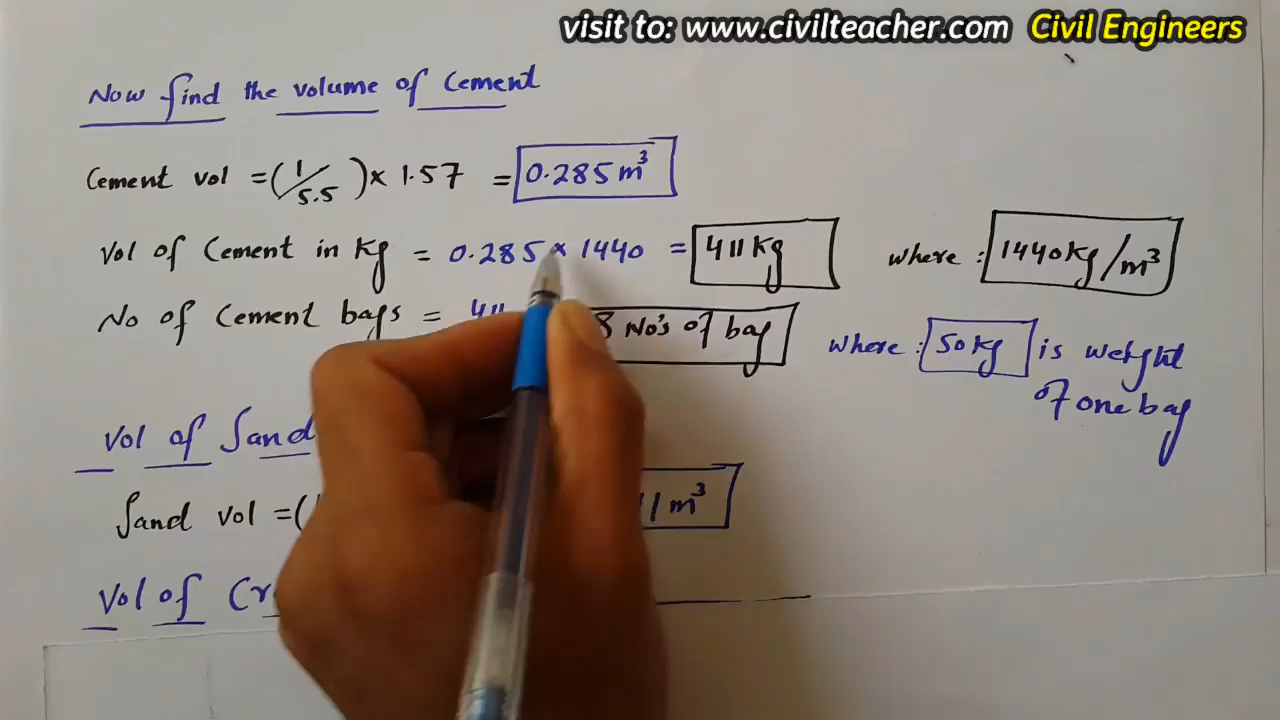 visit to: www.civilteacher.com Civil Engineers
Now find the volume of Cement
Cement vol = (1/5.5) × 1.57 = 0.285 m³
Vol of Cement in Kg = 0.285 × 1440 = 411 Kg where: 1440 Kg/m³
No of Cement bags = 411 8 No's of bag where: 50 Kg is weight of one bag
Vol of Sand
Sand vol = ( m³
Vol of